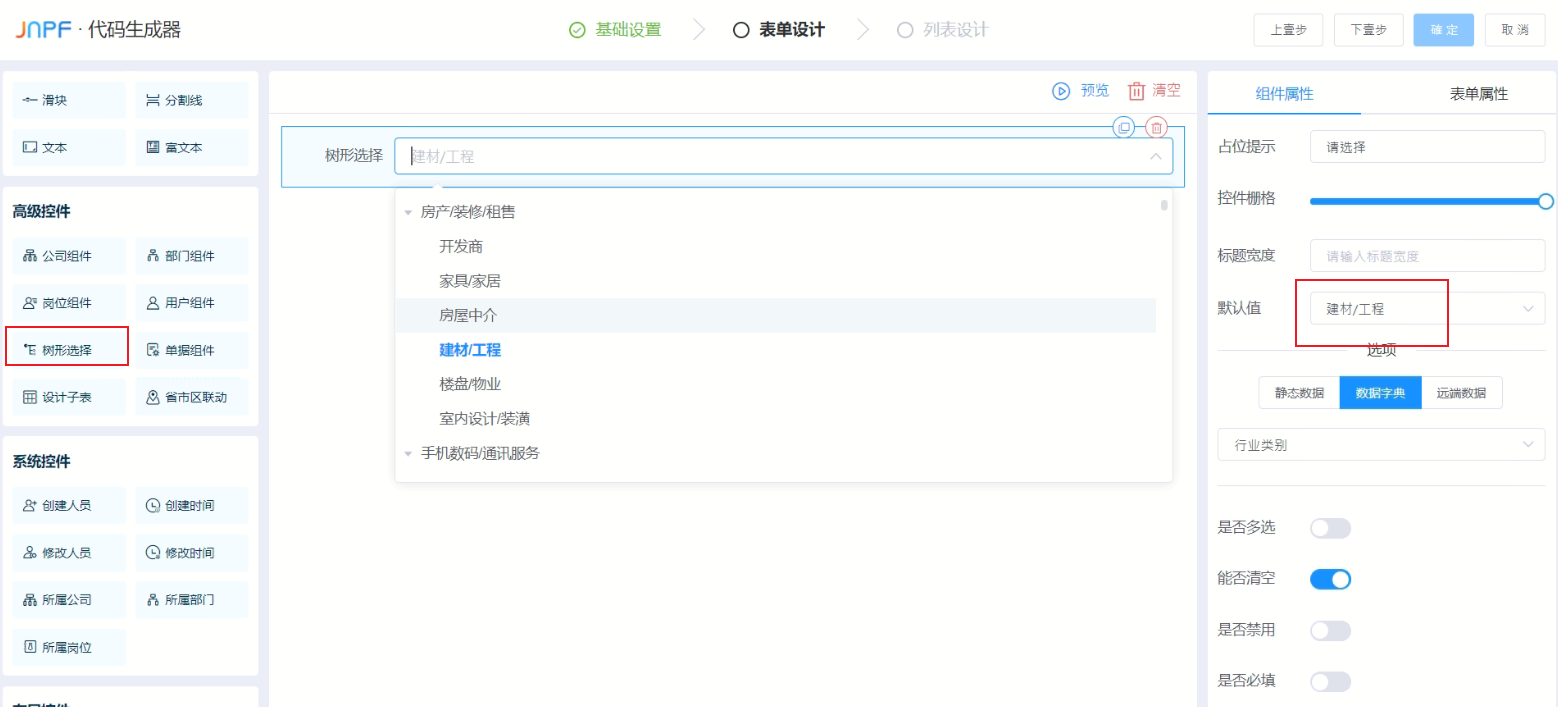 JNPF · 代码生成器
基础设置
表单设计
列表设计
上壹步
下壹步
確 定
取 消
滑块
分割线
文本
富文本
高级控件
公司组件
部门组件
岗位组件
用户组件
树形选择
单据组件
设计子表
省市区联动
系统控件
创建人员
创建时间
修改人员
修改时间
所属公司
所属部门
所属岗位
预览
清空
树形选择
建材/工程
房产/装修/租售
开发商
家具/家居
房屋中介
建材/工程
楼盘/物业
室内设计/装潢
手机数码/通讯服务
组件属性
表单属性
占位提示
请选择
控件栅格
标题宽度
请输入标题宽度
默认值
建材/工程
选项
静态数据
数据字典
远端数据
行业类别
是否多选
能否清空
是否禁用
是否必填